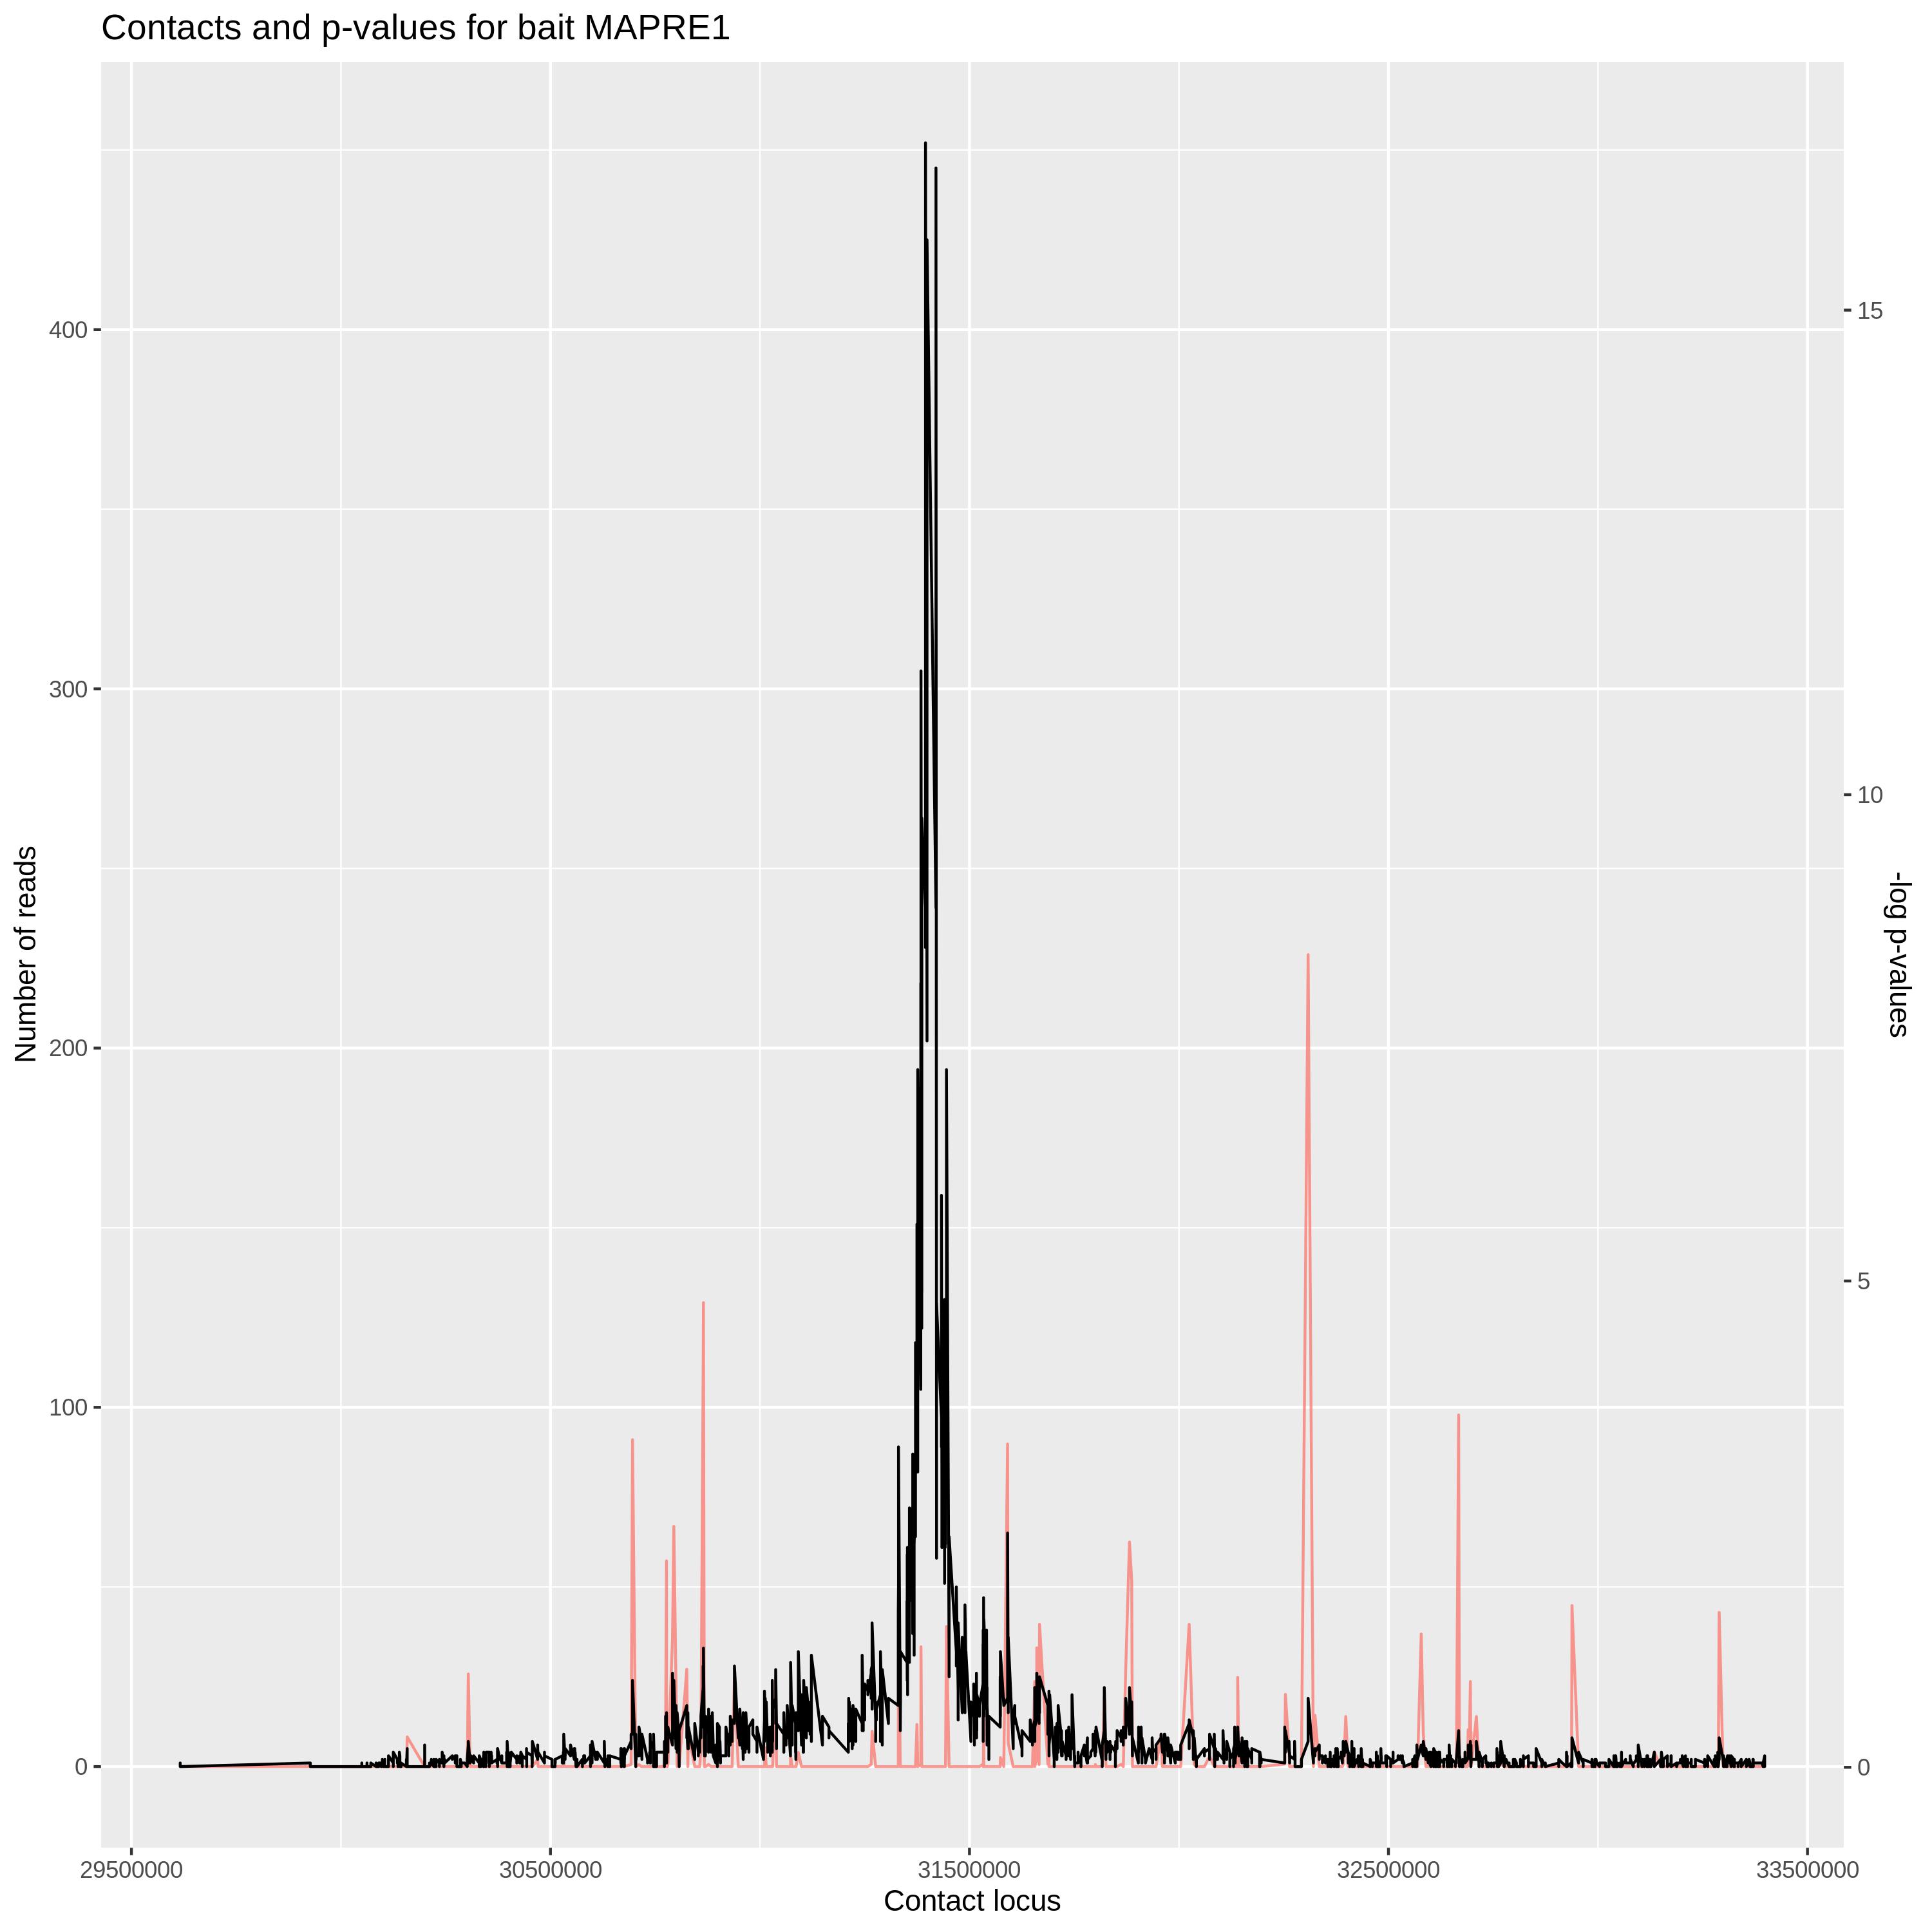 Contacts and p-values for bait MAPRE1
Number of reads
400
300
200
100
0
15
10
5
0
-log p-values
29500000 30500000 31500000 32500000 33500000
Contact locus